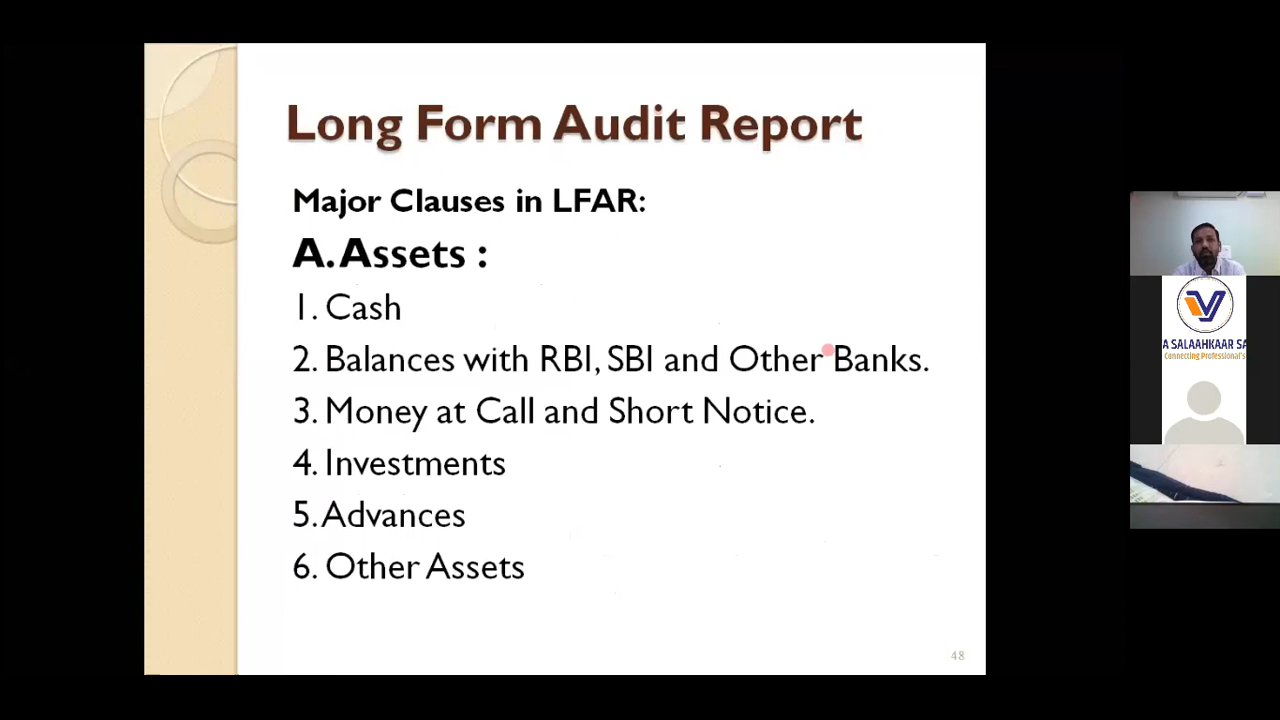 Long Form Audit Report
Major Clauses in LFAR:
A. Assets :
1. Cash
2. Balances with RBI, SBI and Other Banks.
3. Money at Call and Short Notice.
4. Investments
5. Advances
6. Other Assets
48
A SALAAHKAAR SA
Connecting Professional's